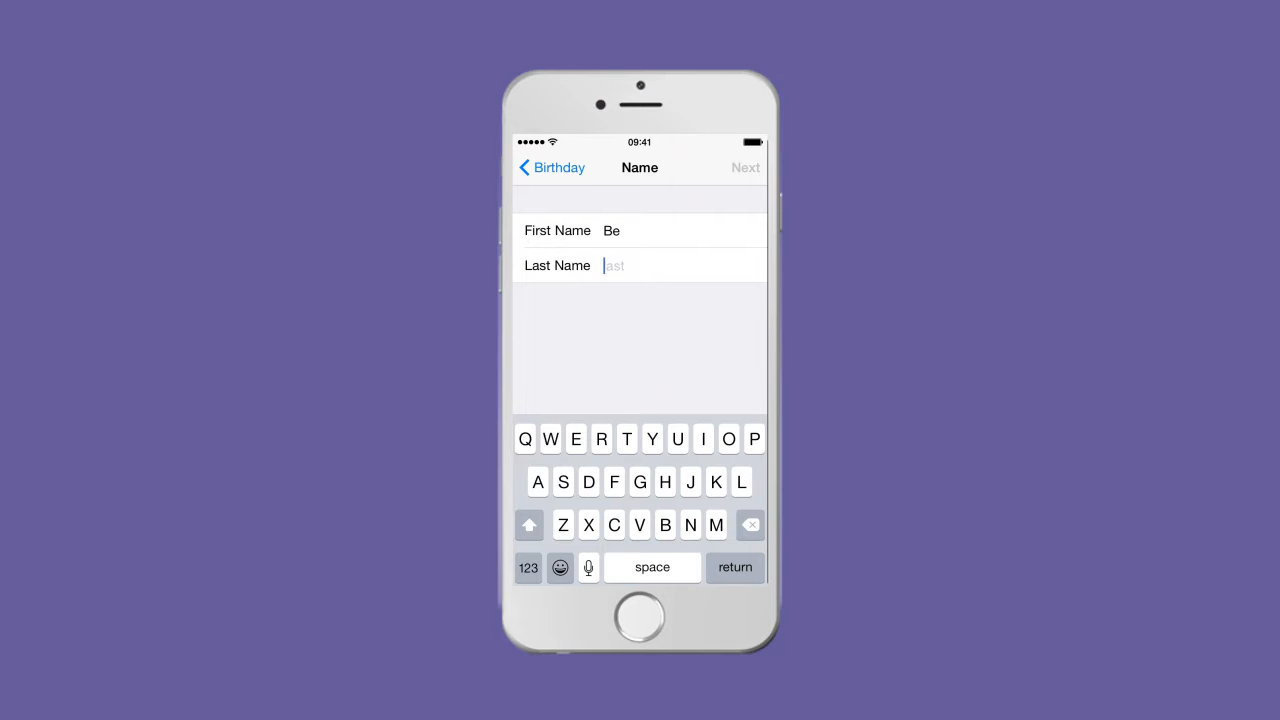 09:41
Birthday Name Next
First Name Be
Last Name last
Q W E R T Y U I O P
A S D F G H J K L
Z X C V B N M
123 space return